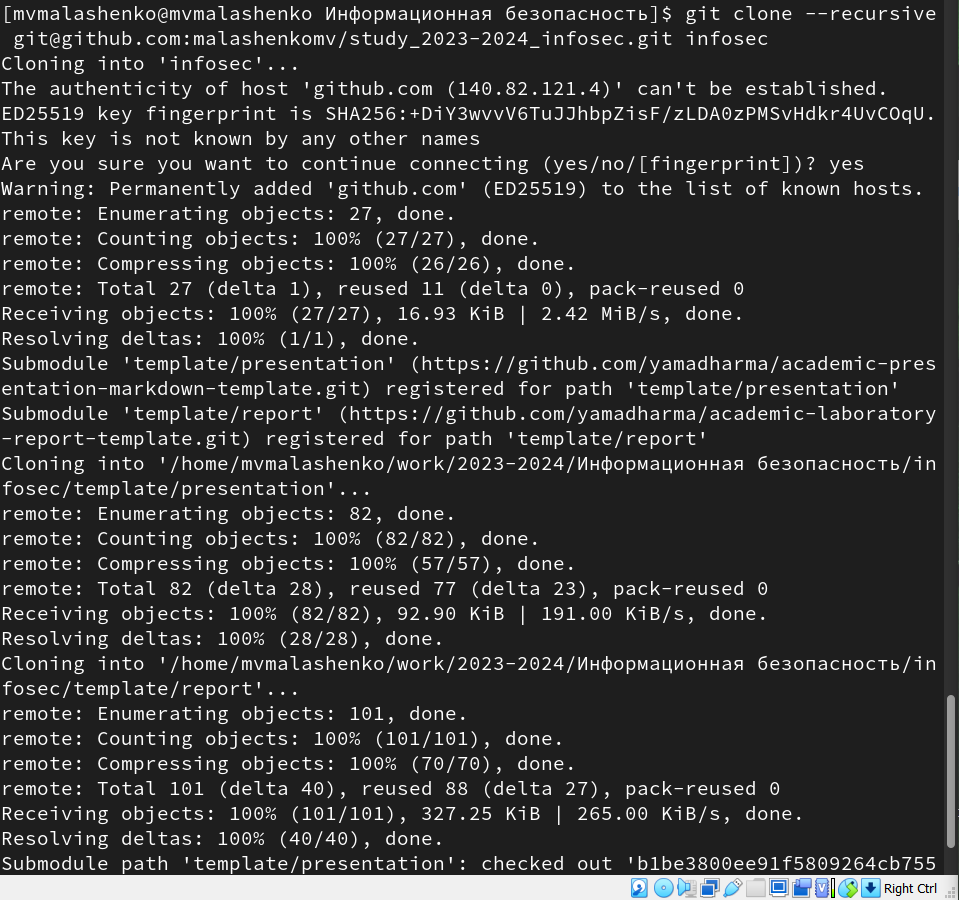 [mvmalashenko@mvmalashenko Информационная безопасность]$ git clone --recursive
 git@github.com:malashenkomv/study_2023-2024_infosec.git infosec
Cloning into 'infosec'...
The authenticity of host 'github.com (140.82.121.4)' can't be established.
ED25519 key fingerprint is SHA256:+DiY3wvvV6TuJJhbpZisF/zLDA0zPMSvHdkr4UvCOqU.
This key is not known by any other names
Are you sure you want to continue connecting (yes/no/[fingerprint])? yes
Warning: Permanently added 'github.com' (ED25519) to the list of known hosts.
remote: Enumerating objects: 27, done.
remote: Counting objects: 100% (27/27), done.
remote: Compressing objects: 100% (26/26), done.
remote: Total 27 (delta 1), reused 11 (delta 0), pack-reused 0
Receiving objects: 100% (27/27), 16.93 KiB | 2.42 MiB/s, done.
Resolving deltas: 100% (1/1), done.
Submodule 'template/presentation' (https://github.com/yamadharma/academic-pres
entation-markdown-template.git) registered for path 'template/presentation'
Submodule 'template/report' (https://github.com/yamadharma/academic-laboratory
-report-template.git) registered for path 'template/report'
Cloning into '/home/mvmalashenko/work/2023-2024/Информационная безопасность/in
fosec/template/presentation'...
remote: Enumerating objects: 82, done.
remote: Counting objects: 100% (82/82), done.
remote: Compressing objects: 100% (57/57), done.
remote: Total 82 (delta 28), reused 77 (delta 23), pack-reused 0
Receiving objects: 100% (82/82), 92.90 KiB | 191.00 KiB/s, done.
Resolving deltas: 100% (28/28), done.
Cloning into '/home/mvmalashenko/work/2023-2024/Информационная безопасность/in
fosec/template/report'...
remote: Enumerating objects: 101, done.
remote: Counting objects: 100% (101/101), done.
remote: Compressing objects: 100% (70/70), done.
remote: Total 101 (delta 40), reused 88 (delta 27), pack-reused 0
Receiving objects: 100% (101/101), 327.25 KiB | 265.00 KiB/s, done.
Resolving deltas: 100% (40/40), done.
Submodule path 'template/presentation': checked out 'b1be3800ee91f5809264cb755
Right Ctrl